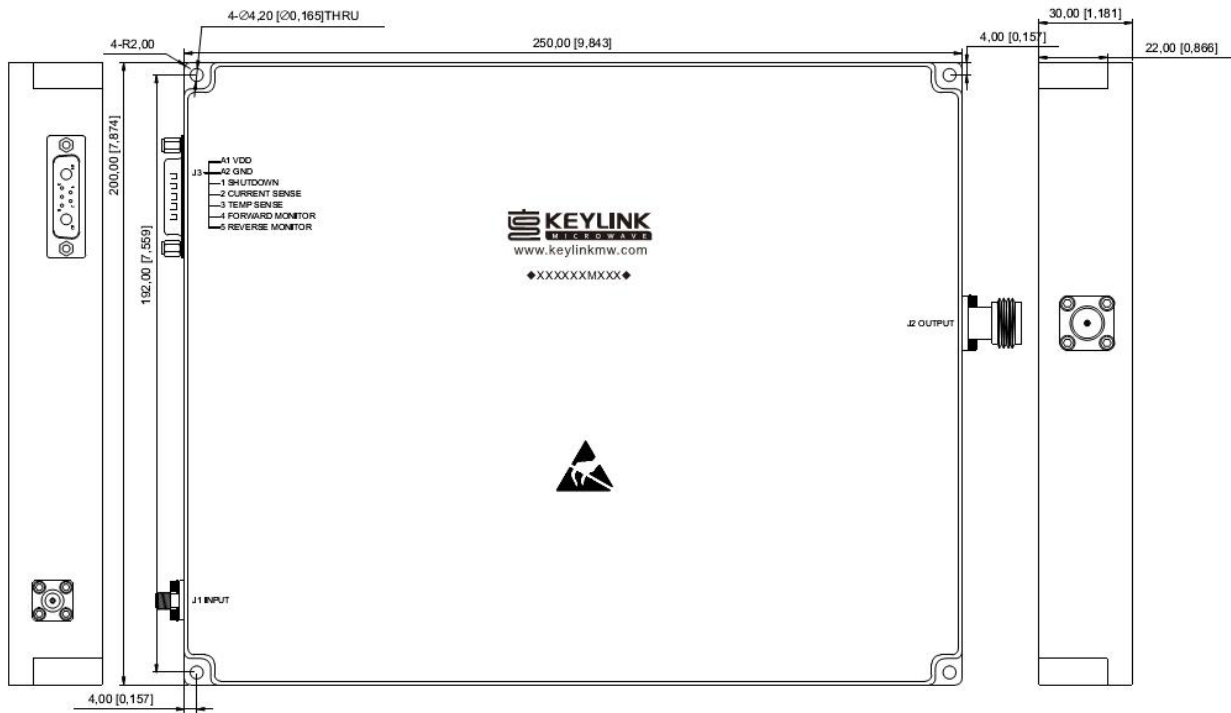 4-∅4,20 [∅0,165]THRU
4-R2,00
250,00 [9,843]
4,00 [0,157]
30,00 [1,181]
22,00 [0,866]
200,00 [7,874]
192,00 [7,559]
J3
A1 VDD
A2 GND
1 SHUTDOWN
2 CURRENT SENSE
3 TEMP SENSE
4 FORWARD MONITOR
5 REVERSE MONITOR
KEYLINK
MICROWAVE
www.keylinkmw.com
◆XXXXXXMXXX◆
J2 OUTPUT
J1 INPUT
4,00 [0,157]